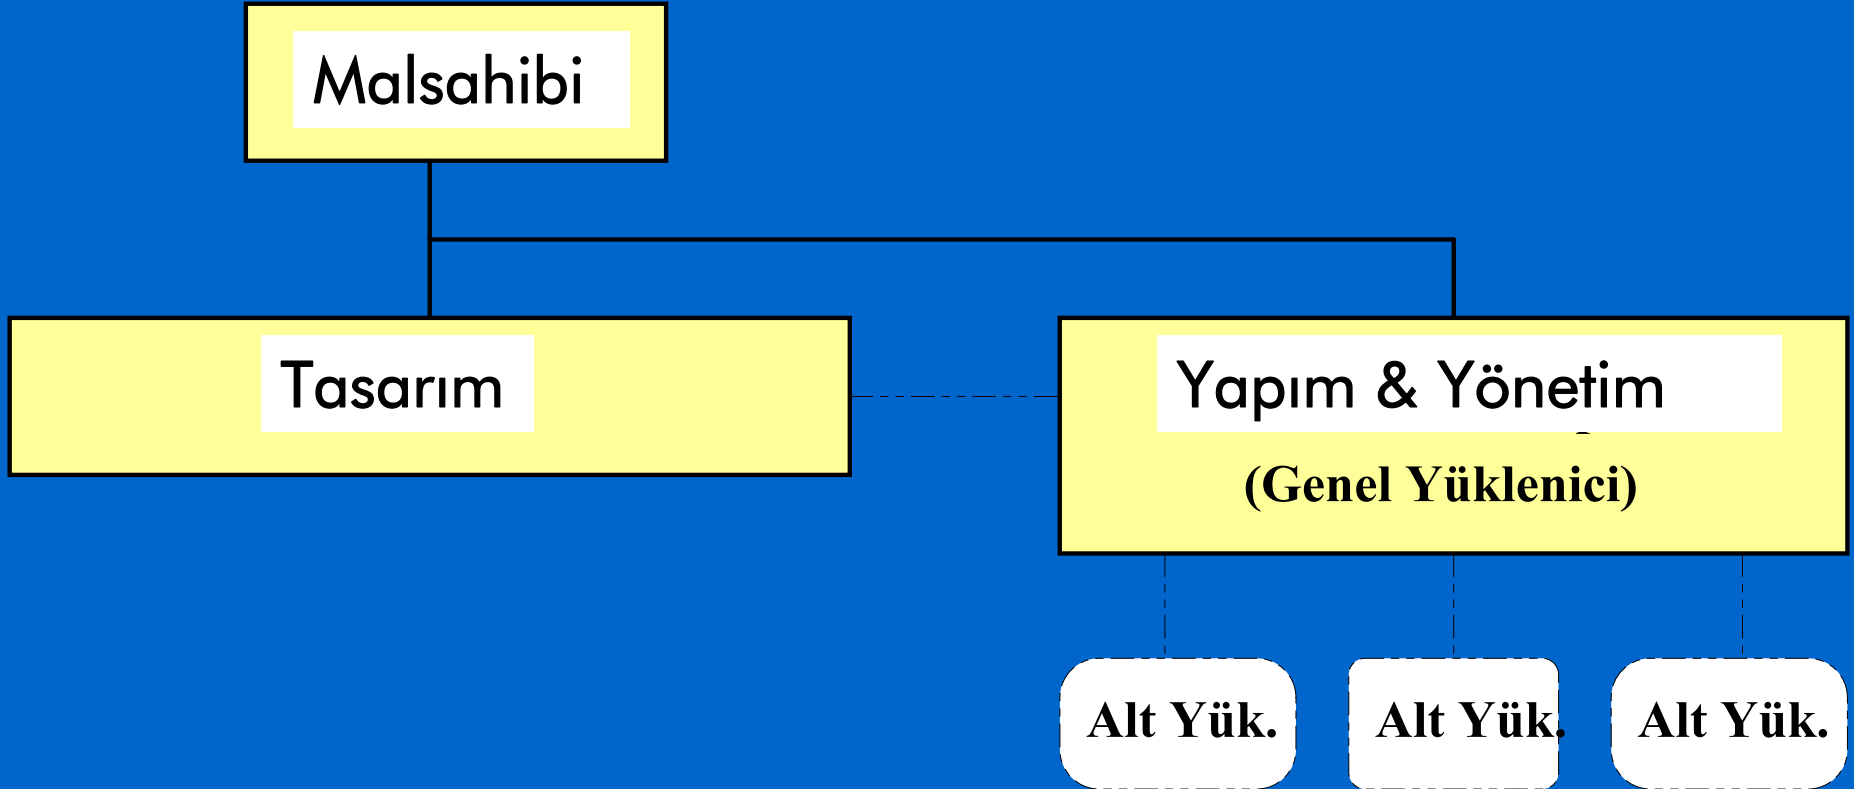 Malsahibi
Tasarım
Yapım & Yönetim
(Genel Yüklenici)
Alt Yük.
Alt Yük.
Alt Yük.